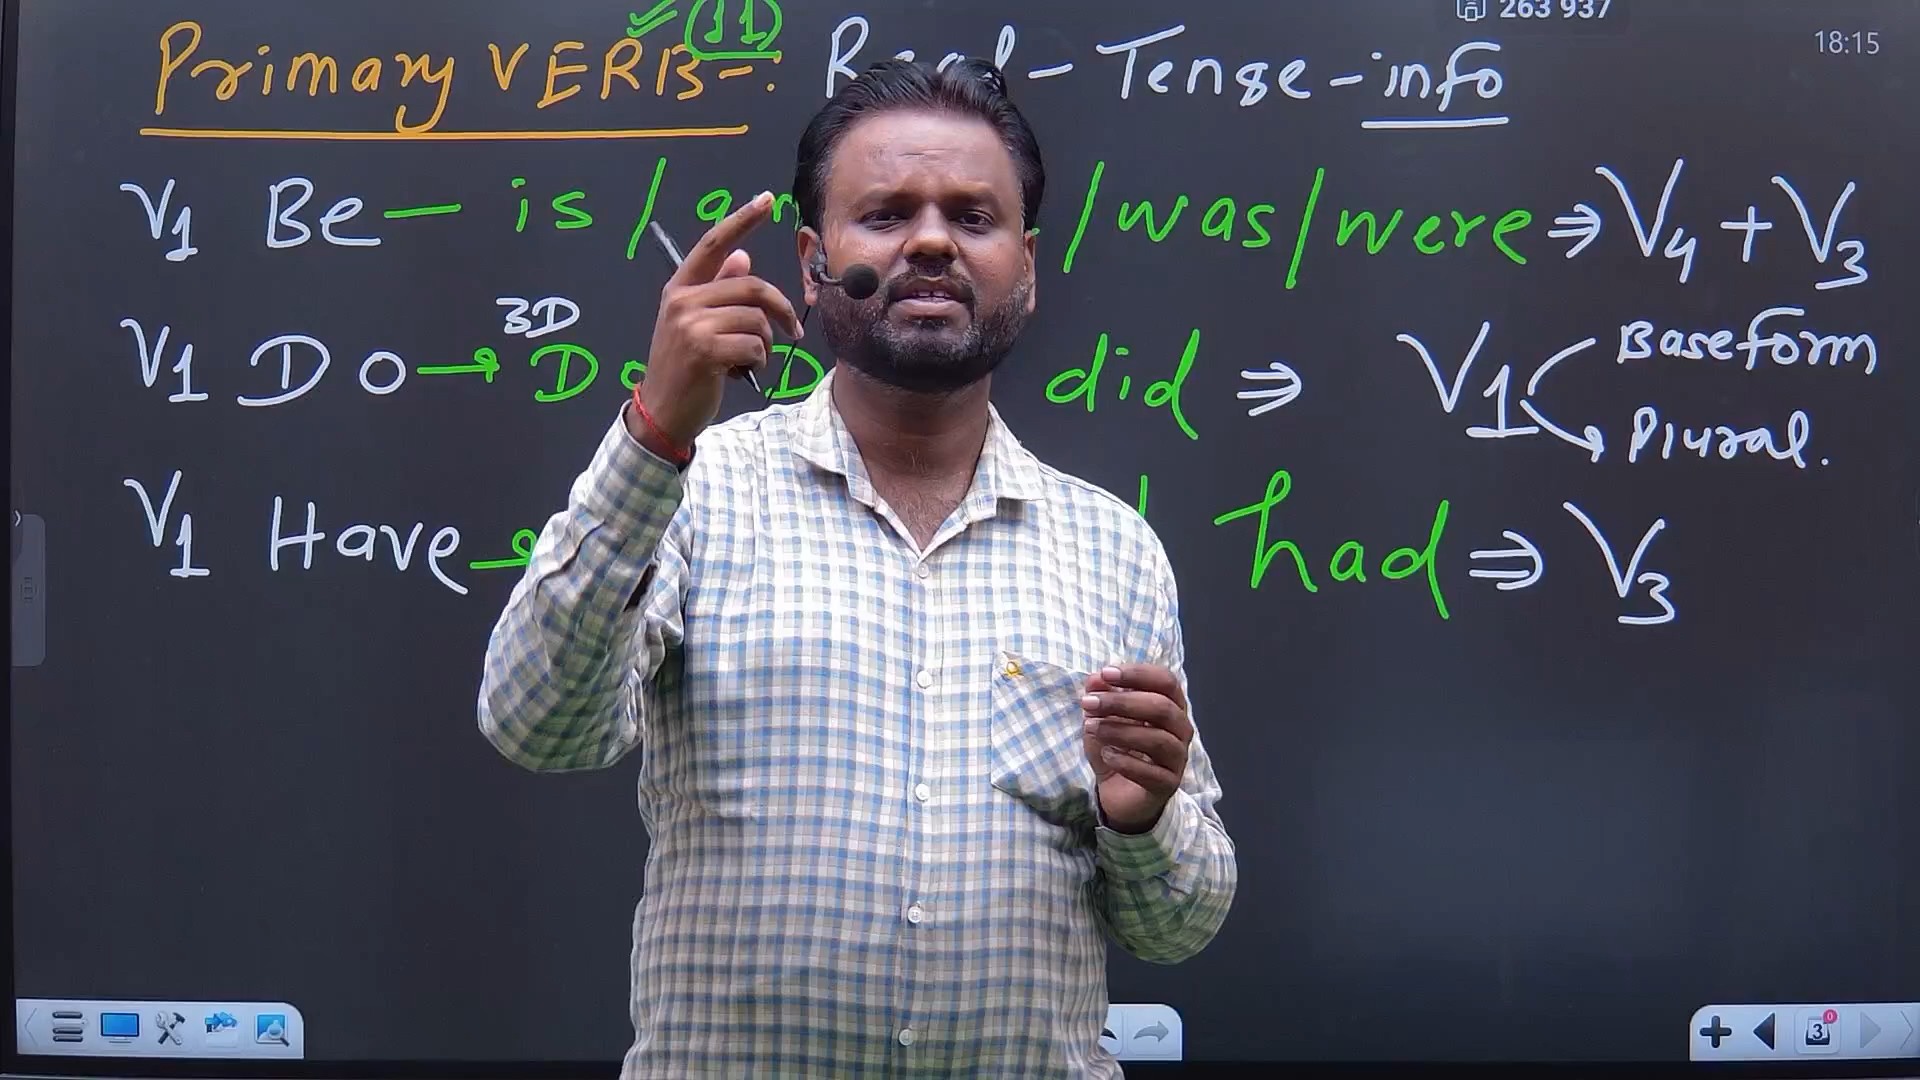 263 937
18:15
(11)
Primary VERB-: Real - Tense - info
V1 Be — is / am / was / were ⇒ V4 + V3
3D
V1 Do → Do D did ⇒ V1 Baseform
Plural.
V1 Have → had ⇒ V3
3
0